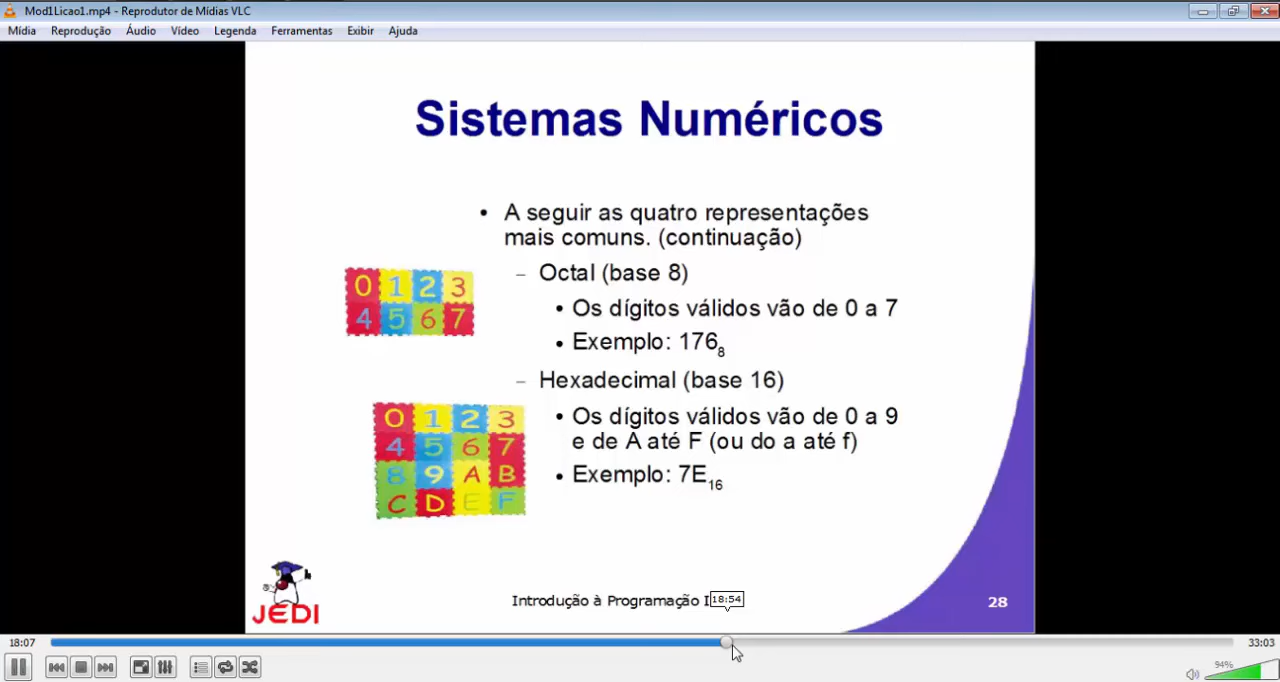 Mod1Licao1.mp4 - Reprodutor de Mídias VLC
Mídia Reprodução Áudio Vídeo Legenda Ferramentas Exibir Ajuda
Sistemas Numéricos
• A seguir as quatro representações
mais comuns. (continuação)
– Octal (base 8)
• Os dígitos válidos vão de 0 a 7
• Exemplo: 176₈
– Hexadecimal (base 16)
• Os dígitos válidos vão de 0 a 9
e de A até F (ou do a até f)
• Exemplo: 7E₁₆
0 1 2 3
4 5 6 7
0 1 2 3
4 5 6 7
8 9 A B
C D E F
JEDI
Introdução à Programação I
18:54
28
18:07
33:03
94%